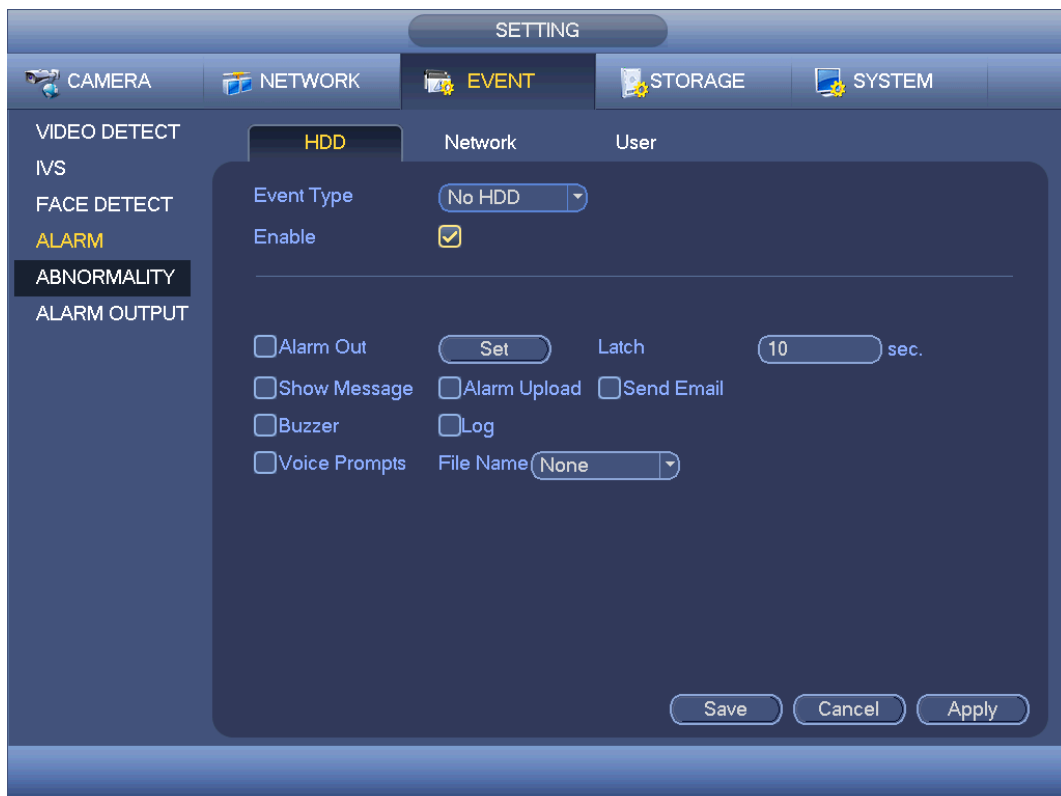 SETTING
CAMERA NETWORK EVENT STORAGE SYSTEM
VIDEO DETECT
IVS
FACE DETECT
ALARM
ABNORMALITY
ALARM OUTPUT
HDD Network User
Event Type No HDD
Enable
Alarm Out Set Latch 10 sec.
Show Message Alarm Upload Send Email
Buzzer Log
Voice Prompts File Name None
Save Cancel Apply